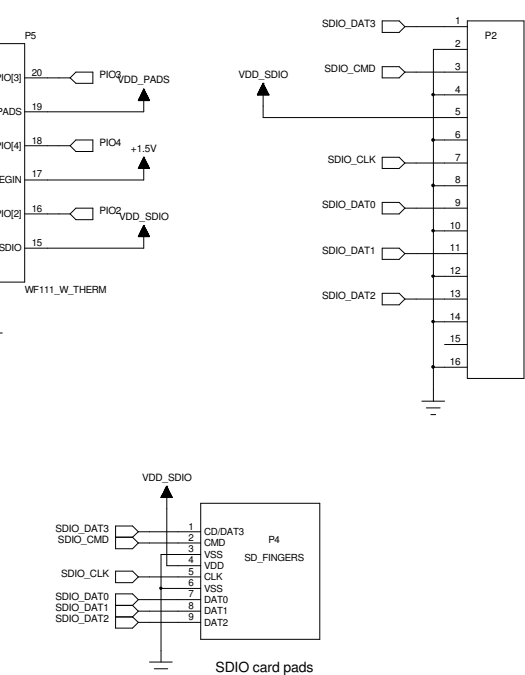 P5
PIO[3] 20 PIO3
VDD_PADS
PADS 19
PIO[4] 18 PIO4
+1.5V
EGIN 17
PIO[2] 16 PIO2
VDD_SDIO
SDIO 15
WF111_W_THERM
P2
SDIO_DAT3 1
2
SDIO_CMD 3
VDD_SDIO
4
5
6
SDIO_CLK 7
8
SDIO_DAT0 9
10
SDIO_DAT1 11
12
SDIO_DAT2 13
14
15
16
VDD_SDIO
SDIO_DAT3 1 CD/DAT3
SDIO_CMD 2 CMD
3 VSS
4 VDD
SDIO_CLK 5 CLK
6 VSS
SDIO_DAT0 7 DAT0
SDIO_DAT1 8 DAT1
SDIO_DAT2 9 DAT2
P4
SD_FINGERS
SDIO card pads